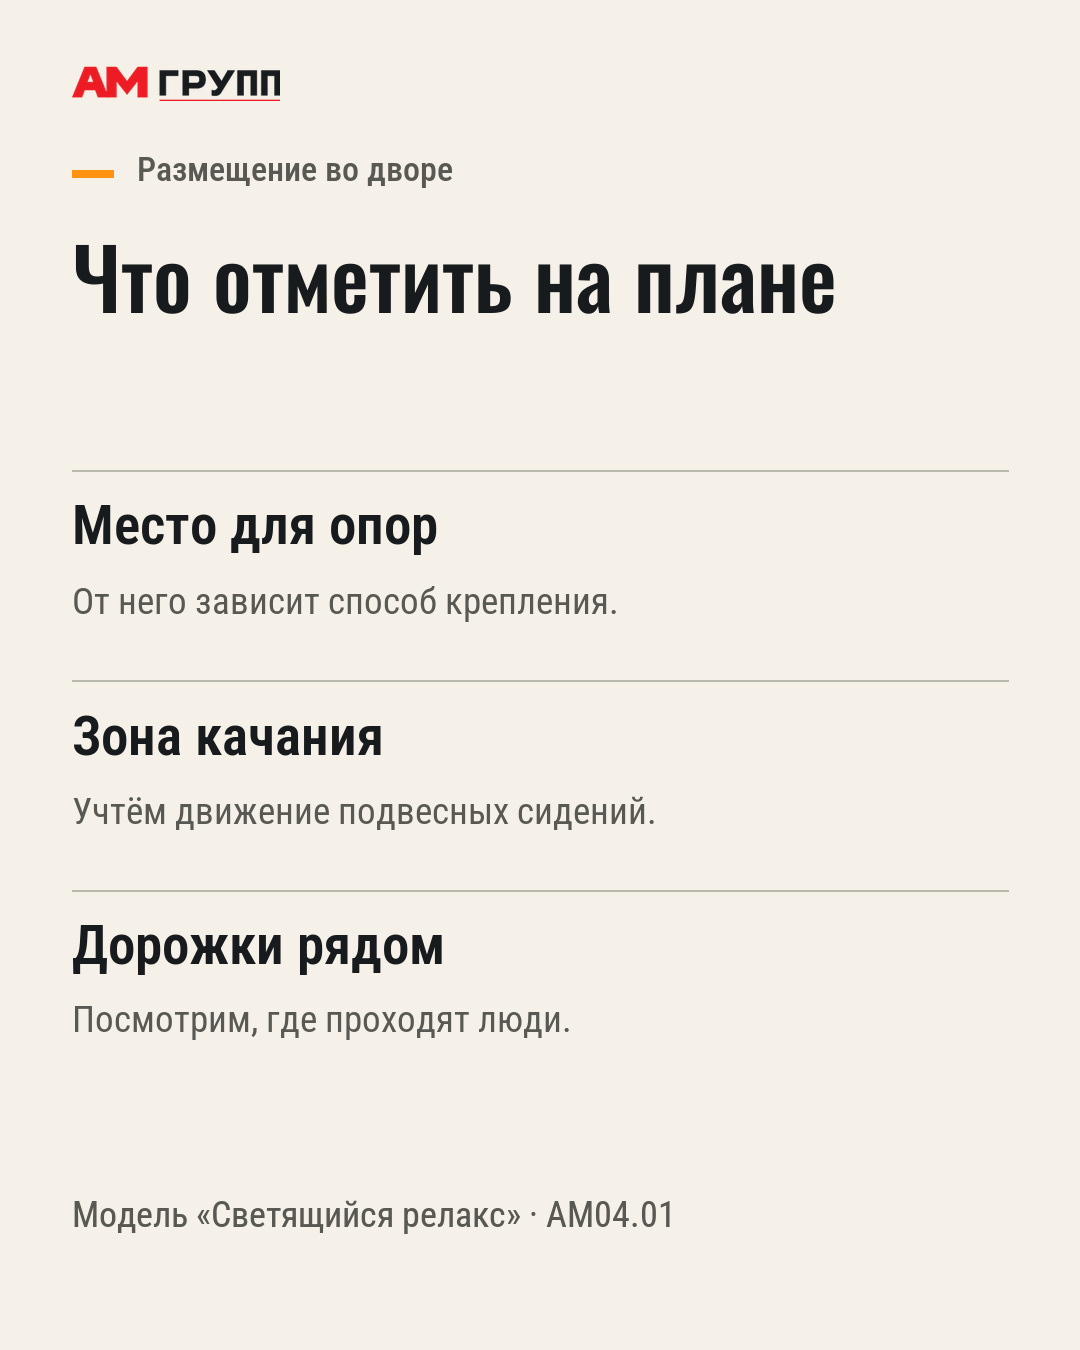 АМ ГРУПП
Размещение во дворе
Что отметить на плане
Место для опор
От него зависит способ крепления.
Зона качания
Учтём движение подвесных сидений.
Дорожки рядом
Посмотрим, где проходят люди.
Модель «Светящийся релакс» · АМ04.01